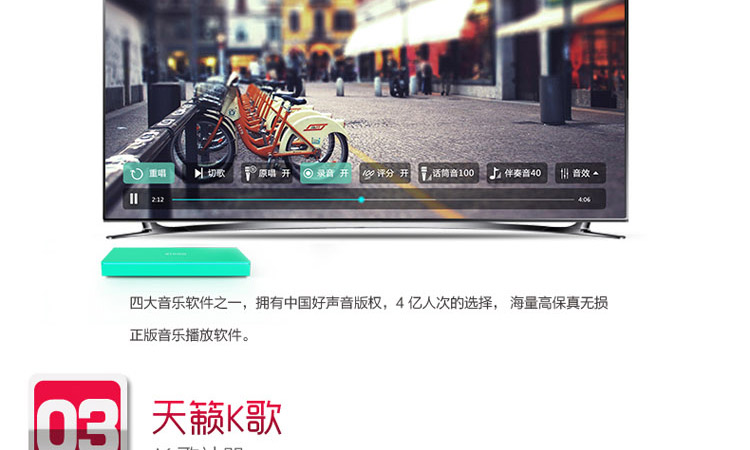 重唱 切歌 原唱 开 录音 开 评分 开 话筒音100 伴奏音40 音效
2:12 4:06
四大音乐软件之一，拥有中国好声音版权，4 亿人次的选择， 海量高保真无损
正版音乐播放软件。
03 天籁K歌